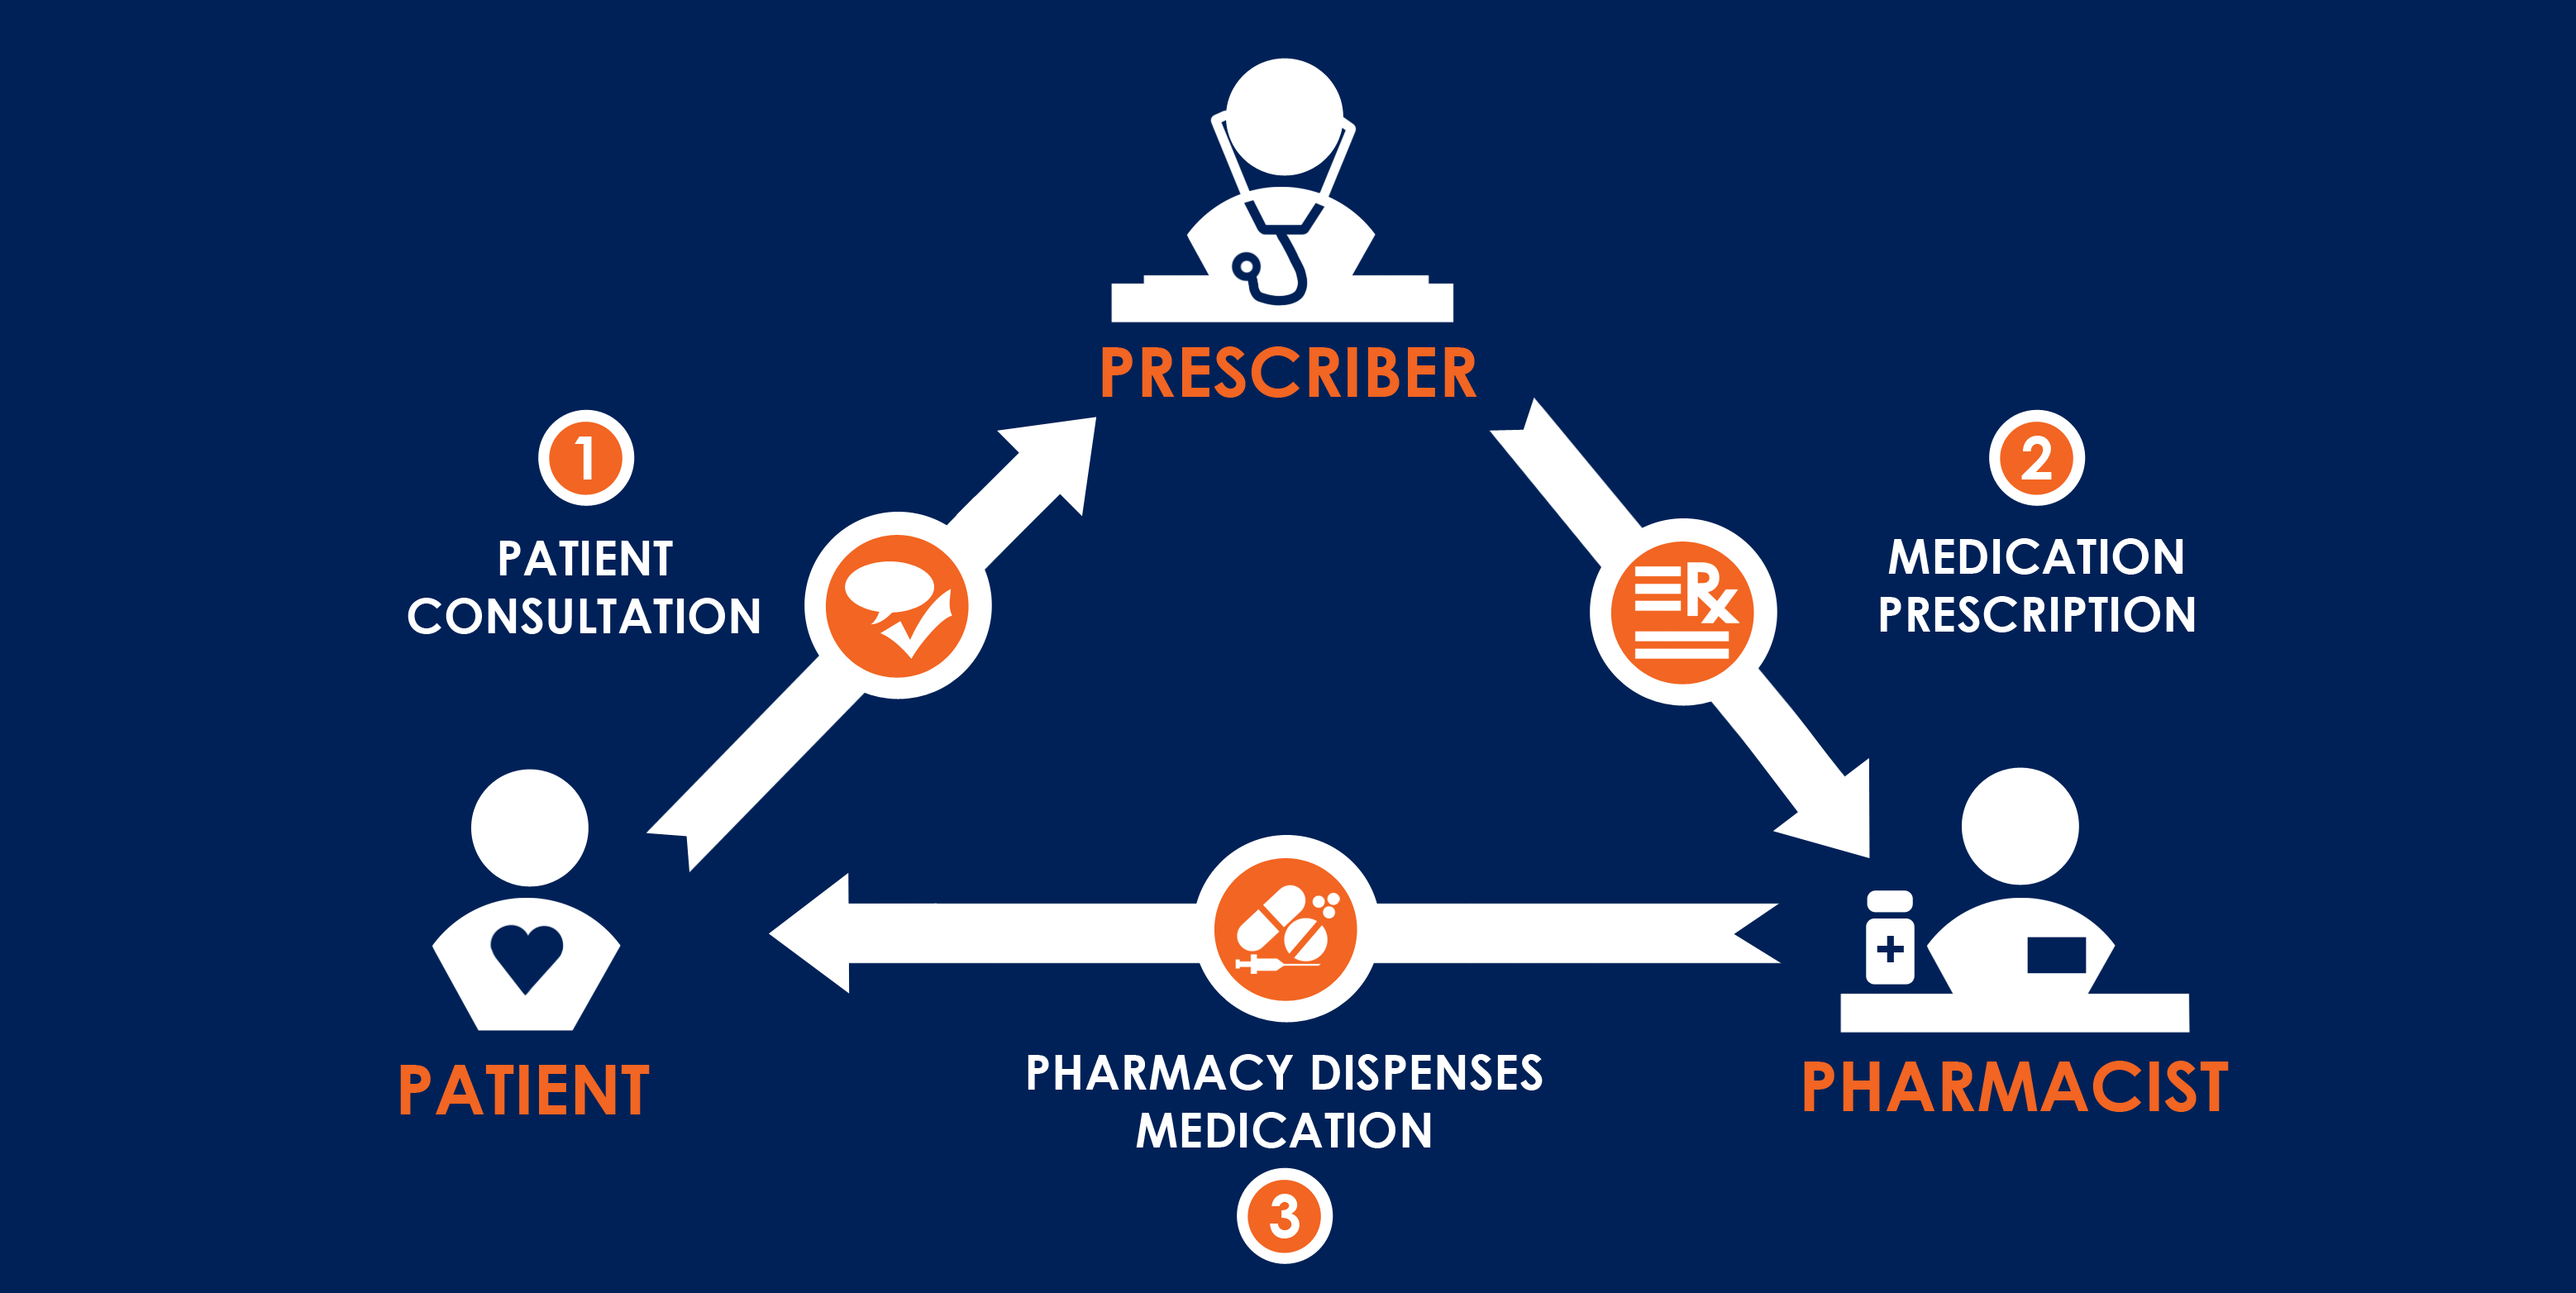 PRESCRIBER
1
PATIENT
CONSULTATION
2
MEDICATION
PRESCRIPTION
Rx
PATIENT
PHARMACIST
PHARMACY DISPENSES
MEDICATION
3